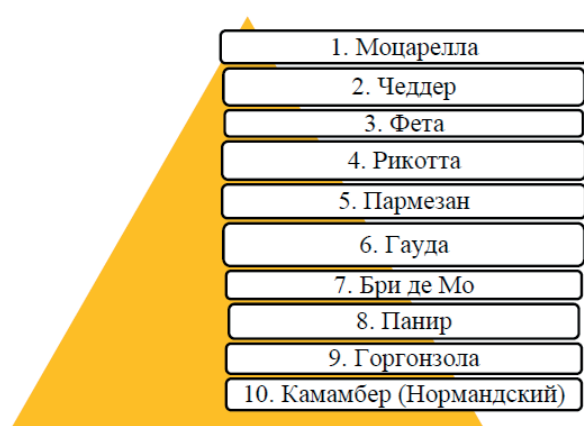 1. Моцарелла
2. Чеддер
3. Фета
4. Рикотта
5. Пармезан
6. Гауда
7. Бри де Мо
8. Панир
9. Горгонзола
10. Камамбер (Нормандский)